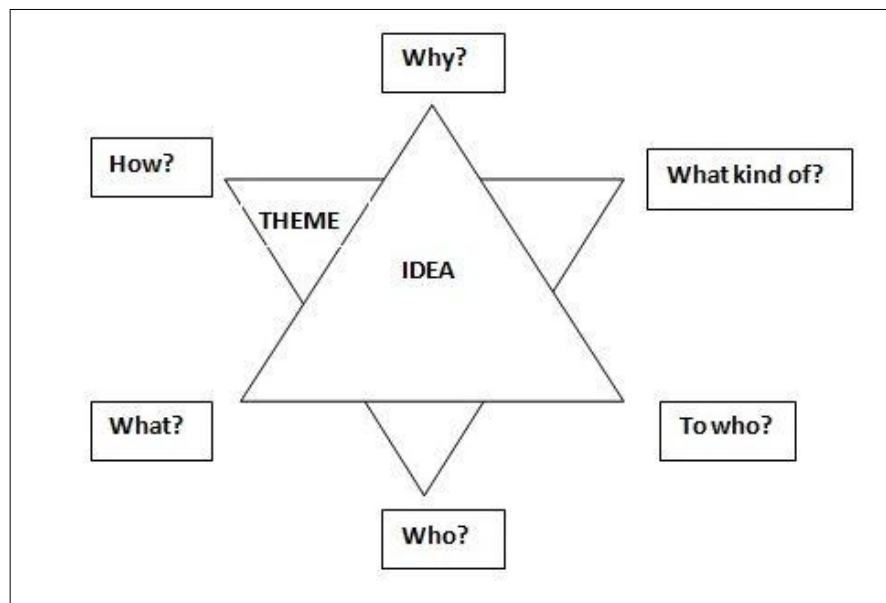 Why?
How?
What kind of?
THEME
IDEA
What?
To who?
Who?